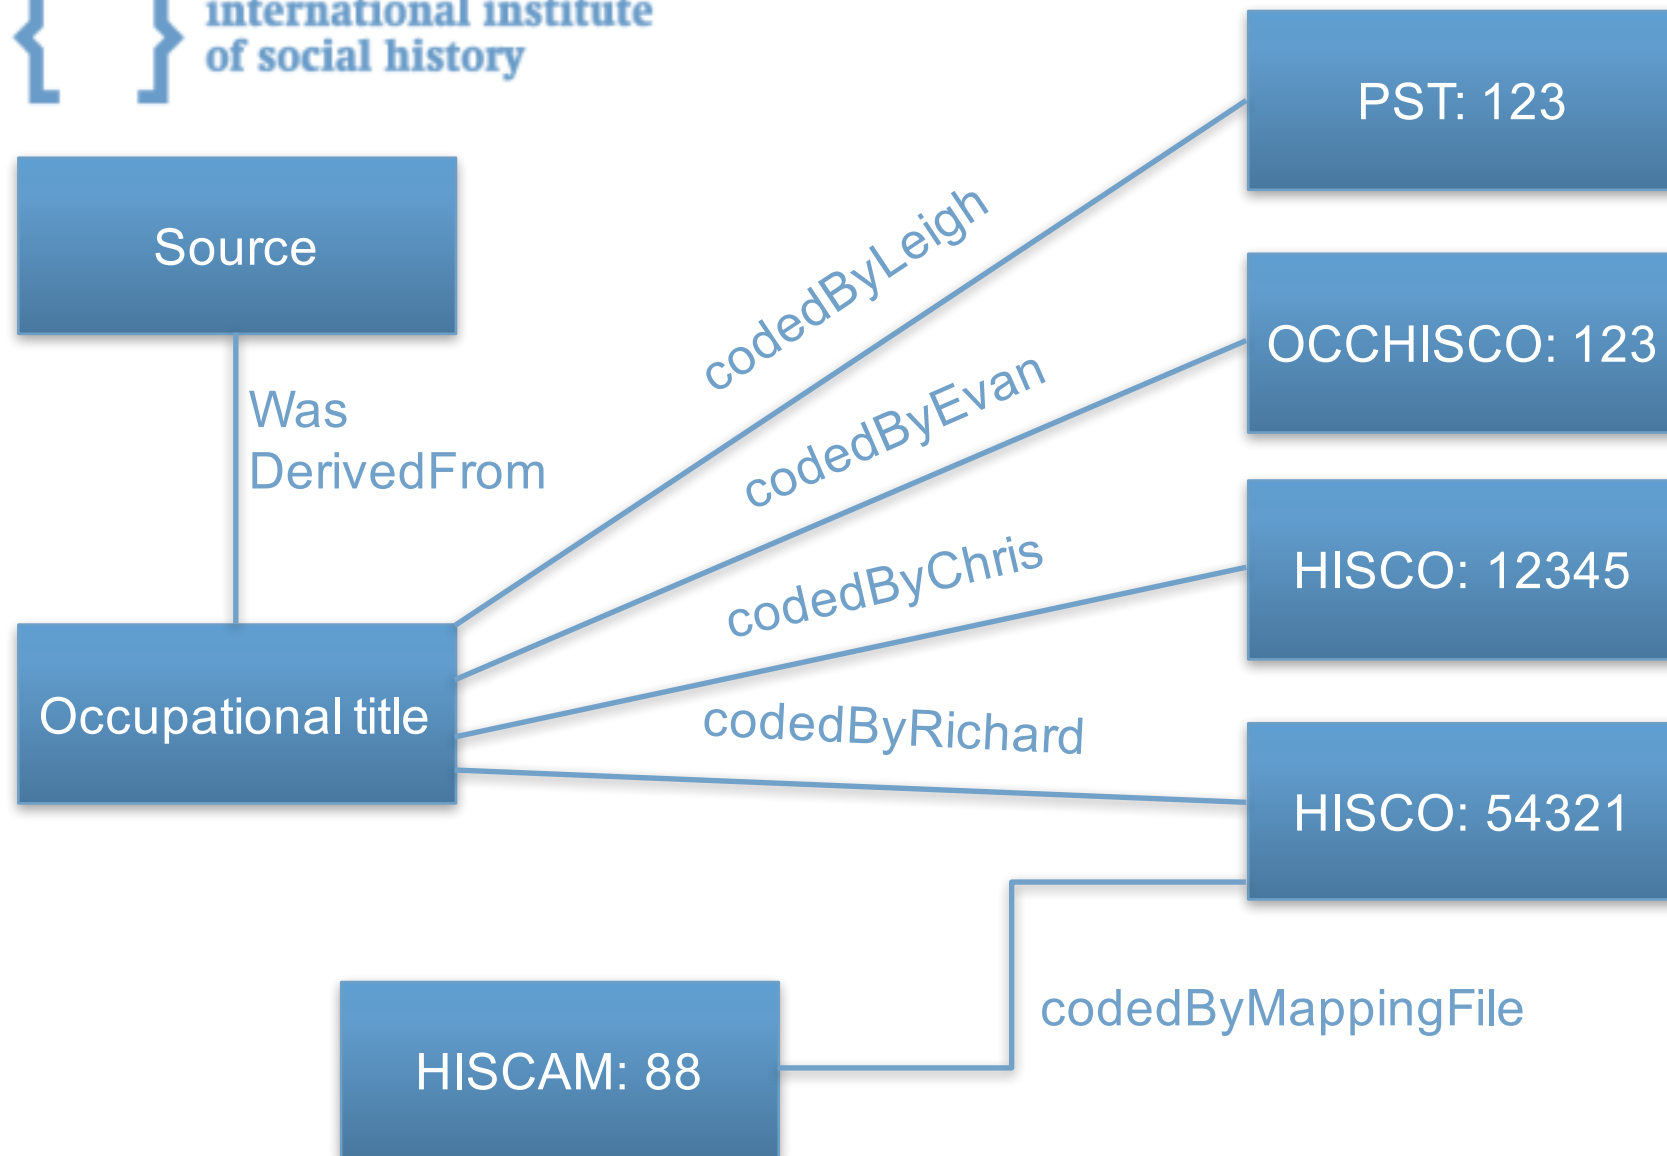 international institute
of social history
PST: 123
Source
codedByLeigh
OCCHISCO: 123
Was
DerivedFrom
codedByEvan
HISCO: 12345
codedByChris
Occupational title
codedByRichard
HISCO: 54321
codedByMappingFile
HISCAM: 88